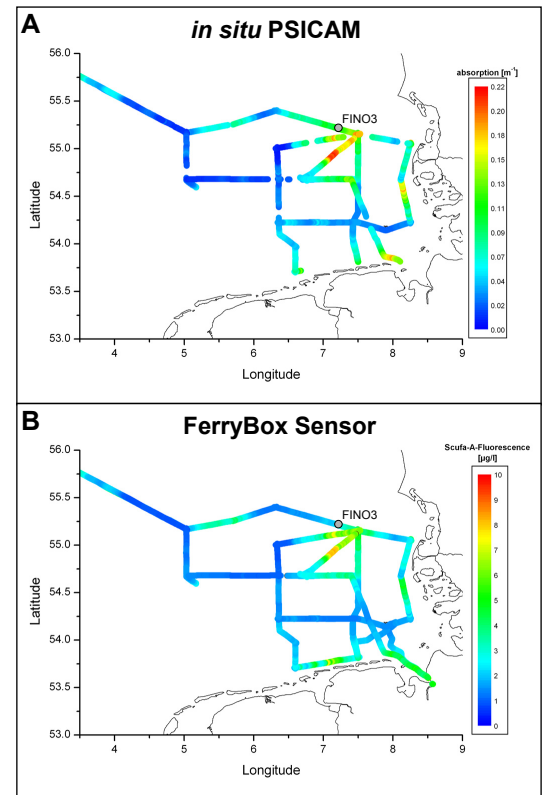 A
in situ PSICAM
absorption [m⁻¹]
56.0
55.5
55.0
54.5
54.0
53.5
53.0
Latitude
FINO3
0.22
0.20
0.18
0.15
0.13
0.11
0.09
0.07
0.04
0.02
0.00
4 5 6 7 8 9
Longitude
B
FerryBox Sensor
Scufa-A-Fluorescence
[µg/l]
56.0
55.5
55.0
54.5
54.0
53.5
53.0
Latitude
FINO3
10
9
8
7
6
5
4
3
2
1
0
4 5 6 7 8 9
Longitude